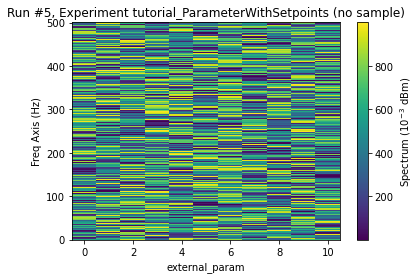 Run #5, Experiment tutorial_ParameterWithSetpoints (no sample)
500
400
300
200
100
0
Freq Axis (Hz)
0 2 4 6 8 10
external_param
800
600
400
200
Spectrum (10⁻³ dBm)